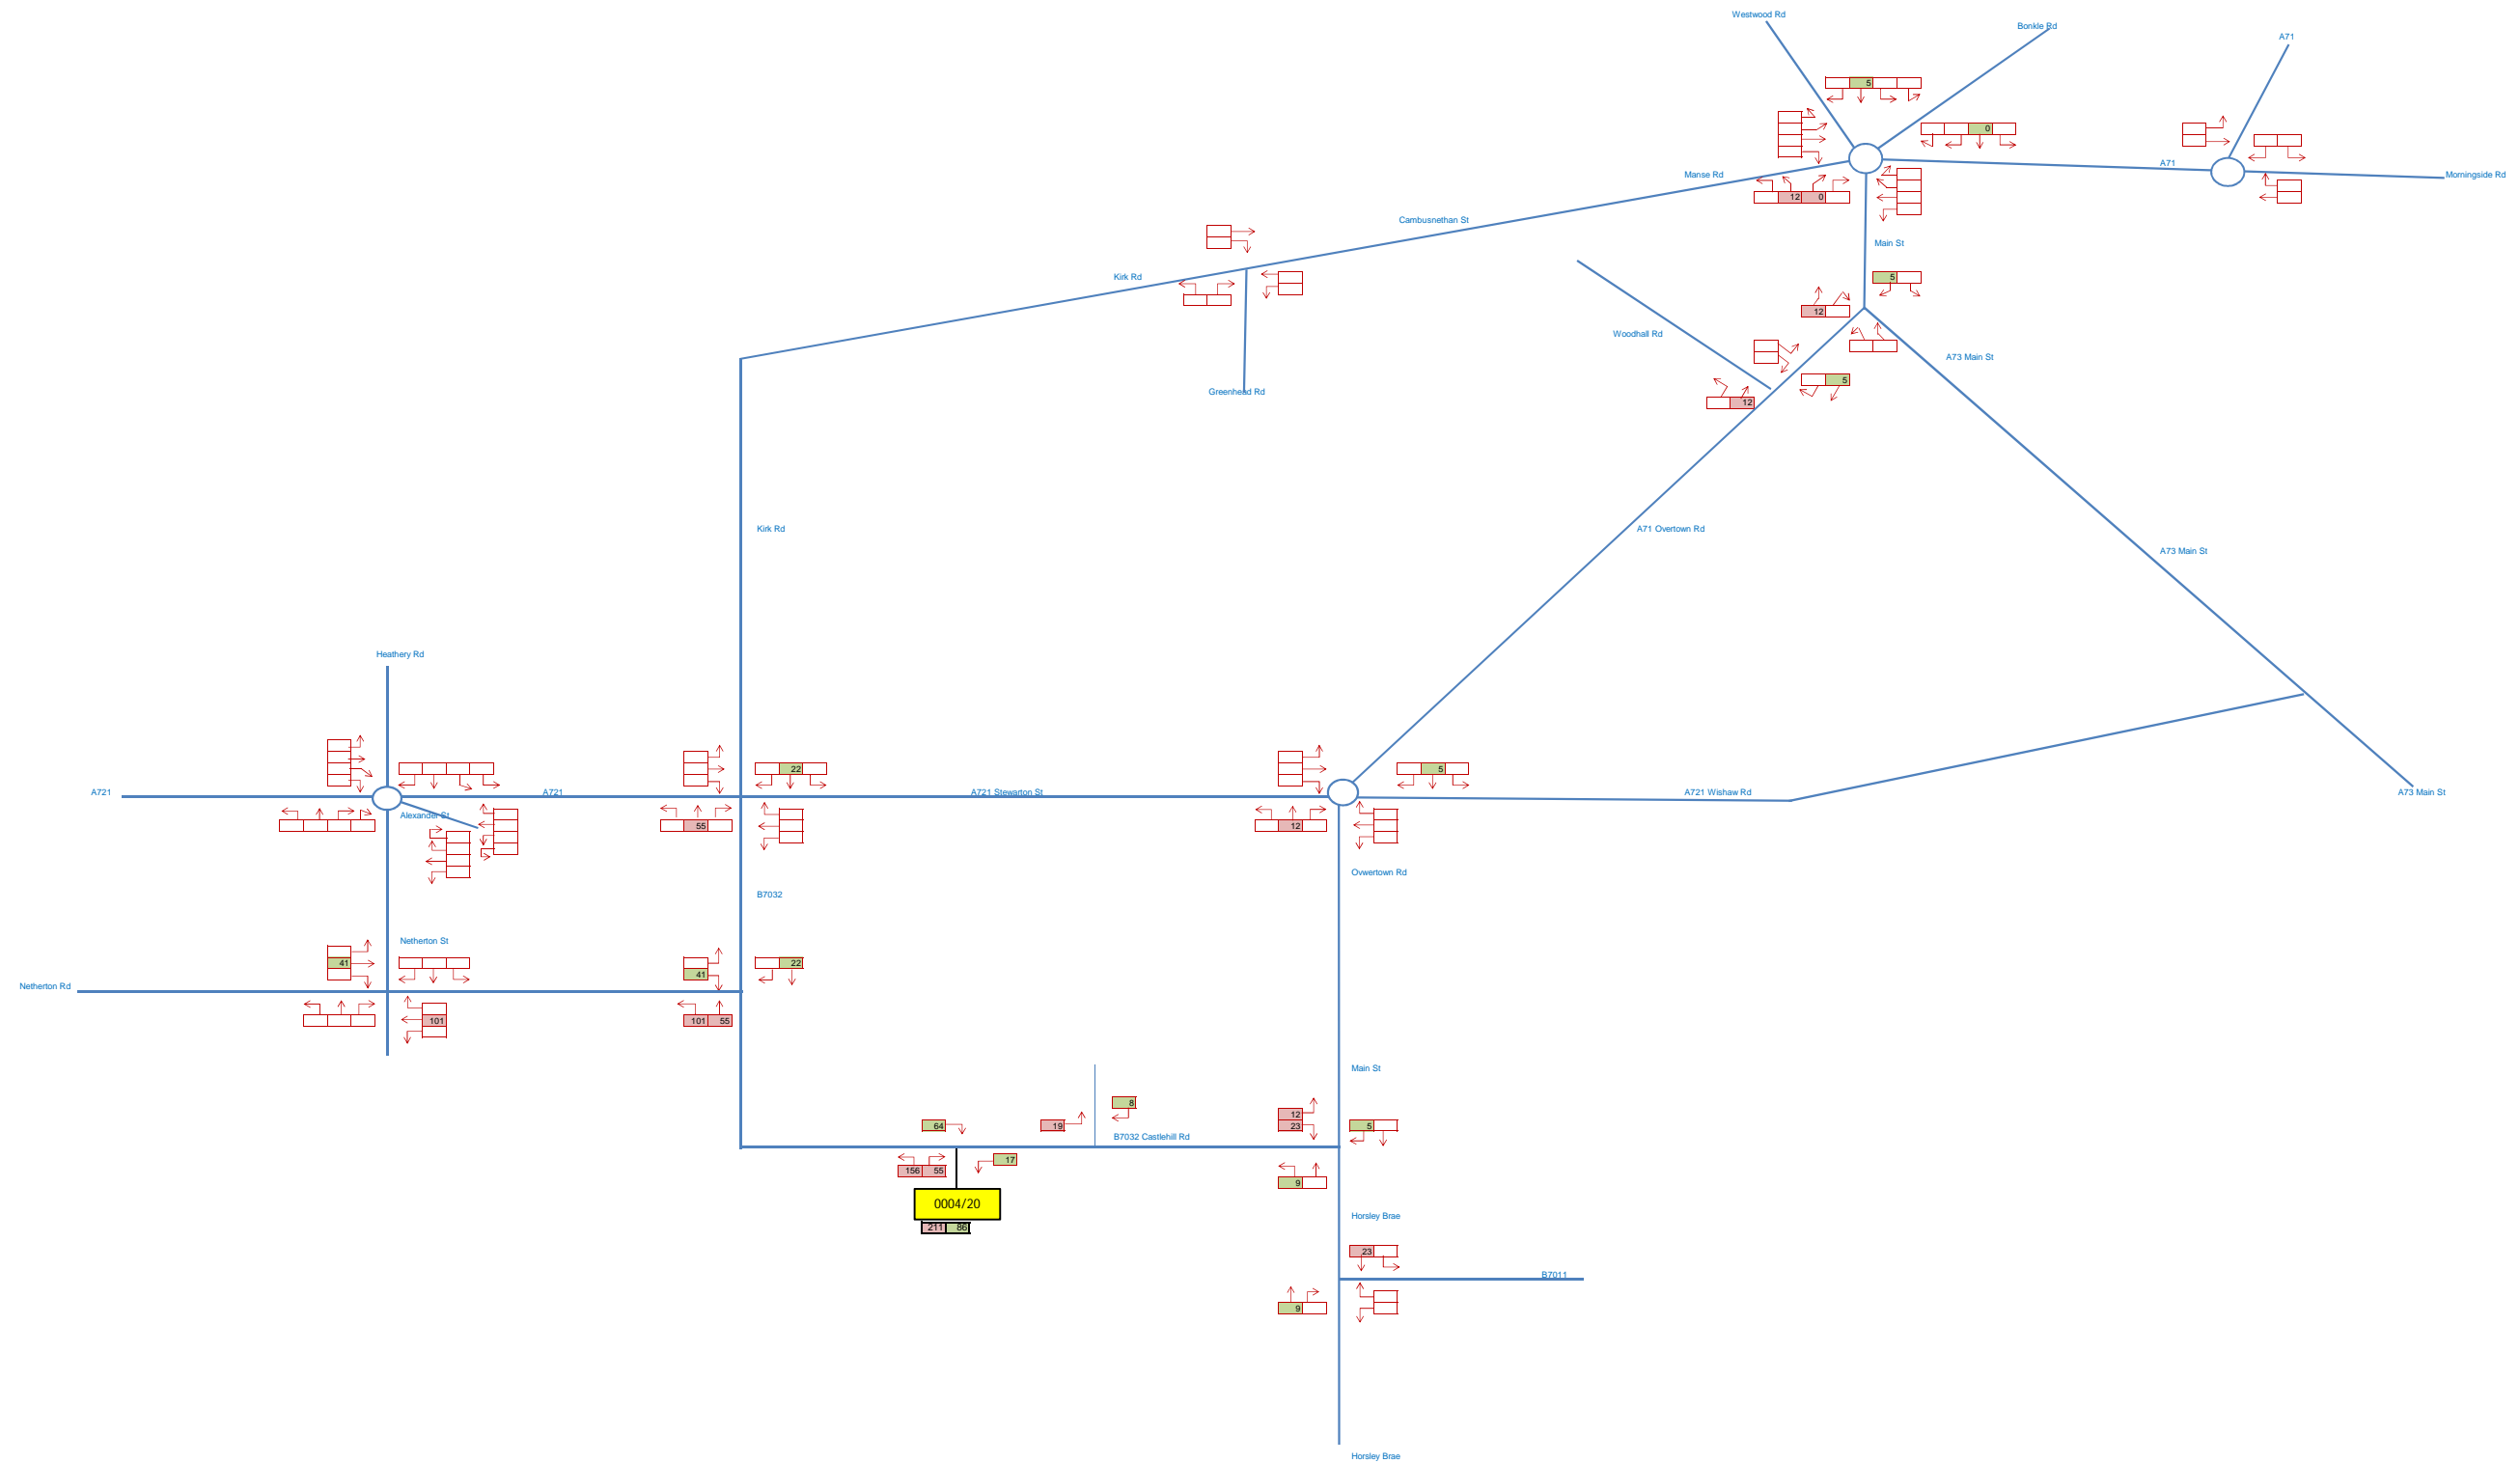 Westwood Rd
Bonkle Rd
A71
5
0
A71
Manse Rd
Morningside Rd
12 0
Cambusnethan St
Main St
Kirk Rd
5
12
Woodhall Rd
A73 Main St
5
Greenhead Rd
12
Kirk Rd
A71 Overtown Rd
A73 Main St
Heathery Rd
22
5
A721
A721
A721 Stewarton St
A721 Wishaw Rd
A73 Main St
Alexander St
55
12
Ovwertown Rd
B7032
Netherton St
41
22
41
Netherton Rd
101
101 55
Main St
8
12
64
19
23
5
B7032 Castlehill Rd
17
156 55
9
0004/20
Horsley Brae
211 86
23
B7011
9
Horsley Brae